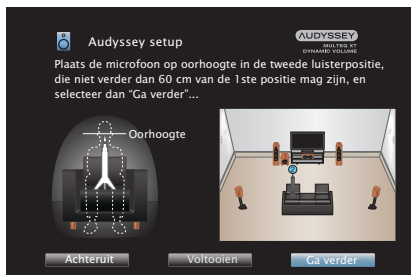 Audyssey setup
AUDYSSEY
MULTEQ XT
DYNAMIC VOLUME
Plaats de microfoon op oorhoogte in de tweede luisterpositie,
die niet verder dan 60 cm van de 1ste positie mag zijn, en
selecteer dan “Ga verder”...
Oorhoogte
Achteruit
Voltooien
Ga verder